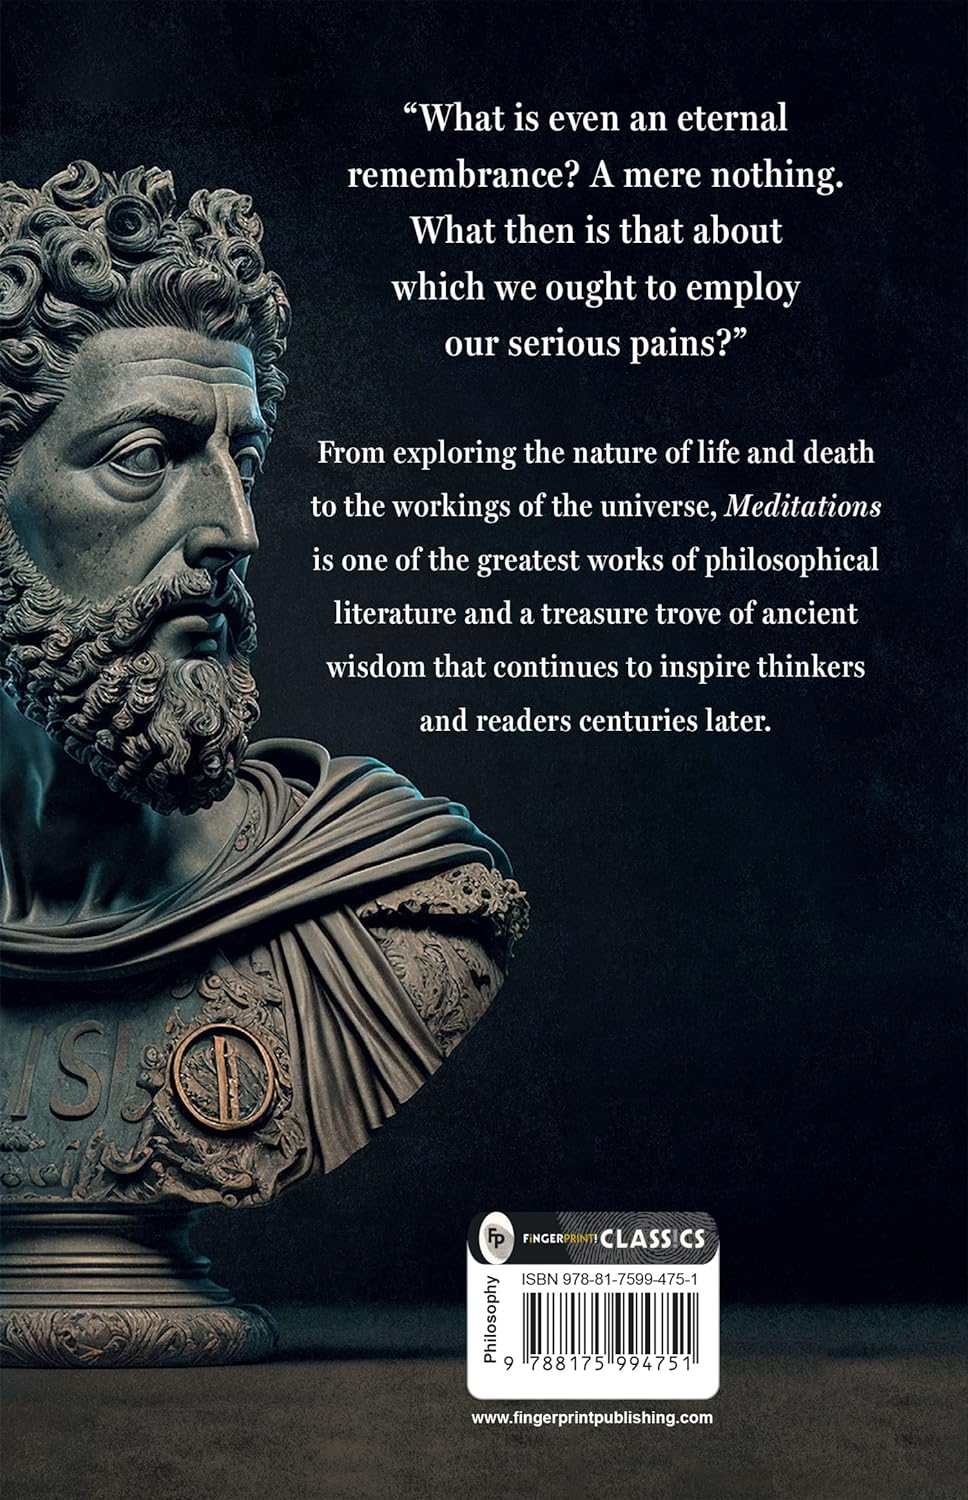 “What is even an eternal
remembrance? A mere nothing.
What then is that about
which we ought to employ
our serious pains?”
From exploring the nature of life and death
to the workings of the universe, Meditations
is one of the greatest works of philosophical
literature and a treasure trove of ancient
wisdom that continues to inspire thinkers
and readers centuries later.
FP FiNGERPRINT! CLASSICS
ISBN 978-81-7599-475-1
Philosophy
9 788175 994751
www.fingerprintpublishing.com